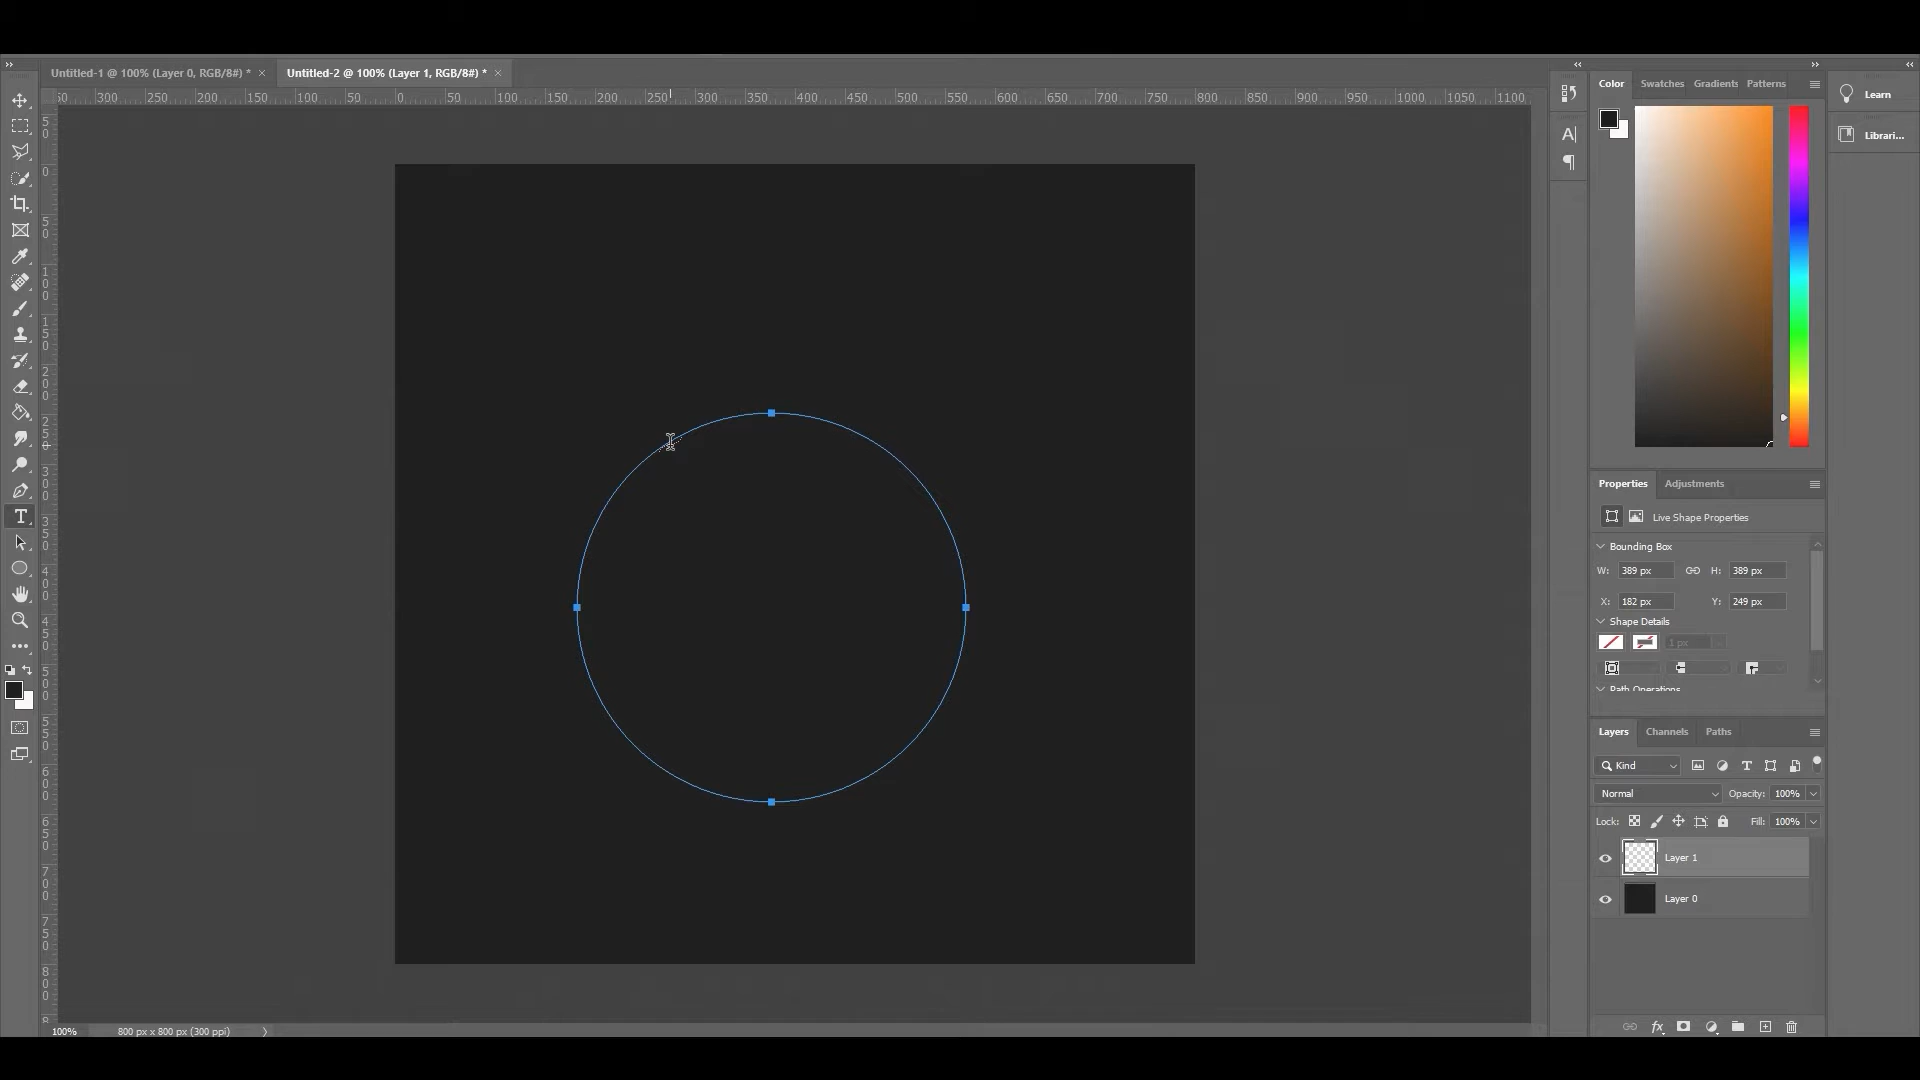 Untitled-1 @ 100% (Layer 0, RGB/8#) *
Untitled-2 @ 100% (Layer 1, RGB/8#) *
300 250 200 150 100 50 0 50 100 150 200 250 300 350 400 450 500 550 600 650 700 750 800 850 900 950 1000 1050 1100
Color Swatches Gradients Patterns
Learn
Librari...
Properties Adjustments
Live Shape Properties
Bounding Box
W: 389 px H: 389 px
X: 182 px Y: 249 px
Shape Details
1 px
Path Operations
Layers Channels Paths
Kind
Normal Opacity: 100%
Lock: Fill: 100%
Layer 1
Layer 0
100% 800 px x 800 px (300 ppi)